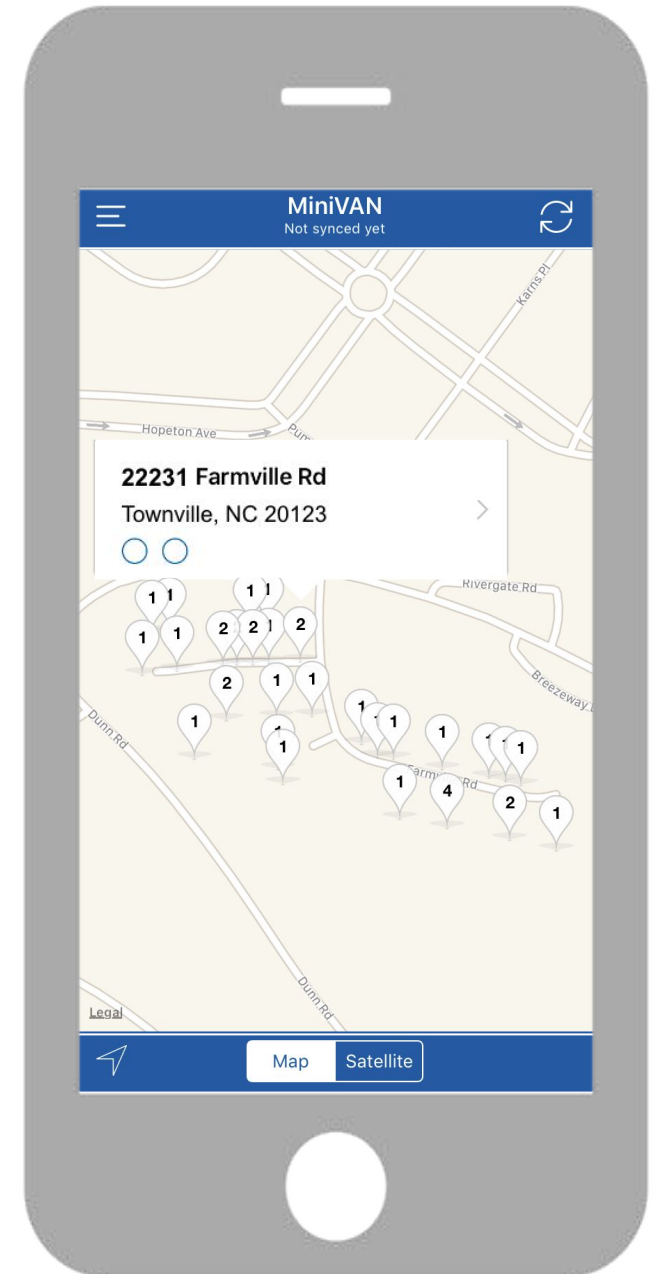 MiniVAN
Not synced yet
Karns Pl
Hopeton Ave
22231 Farmville Rd
Townville, NC 20123
Rivergate Rd
1
1
1
2
2
2
1
1
Breezeway
2
1
1
Dunn Rd
1
1
1
1
1
1
1
Rd
1
4
2
1
Dunn Rd
Legal
Map
Satellite